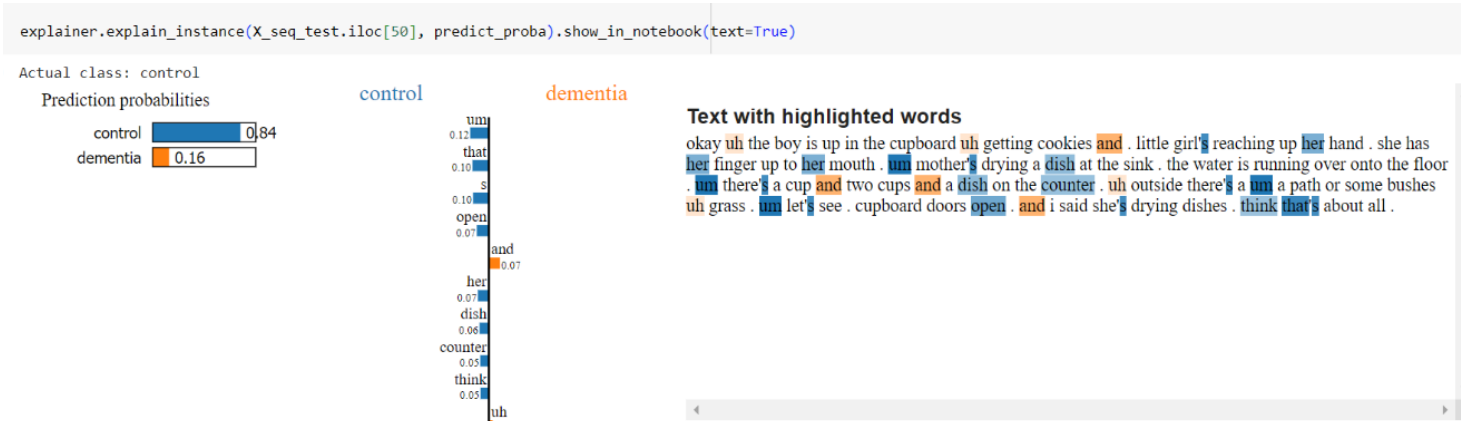 explainer.explain_instance(X_seq_test.iloc[50], predict_proba).show_in_notebook(text=True)
Actual class: control
Prediction probabilities
control 0.84
dementia 0.16
control dementia
um
0.12
that
0.10
s
0.10
open
0.07
and
0.07
her
0.07
dish
0.06
counter
0.05
think
0.05
uh
Text with highlighted words
okay uh the boy is up in the cupboard uh getting cookies and . little girl's reaching up her hand . she has
her finger up to her mouth . um mother's drying a dish at the sink . the water is running over onto the floor
. um there's a cup and two cups and a dish on the counter . uh outside there's a um a path or some bushes
uh grass . um let's see . cupboard doors open . and i said she's drying dishes . think that's about all .